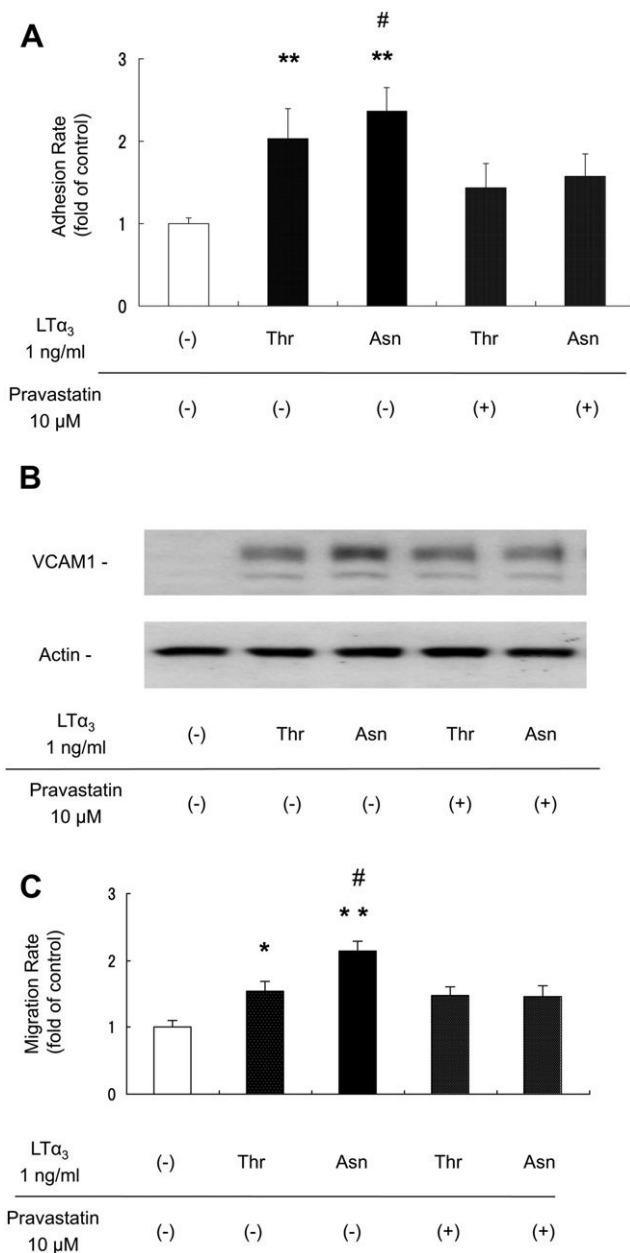 A
#
** **
Adhesion Rate
(fold of control)
3
2
1
0
LTα₃
1 ng/ml
(-) Thr Asn Thr Asn
Pravastatin
10 µM
(-) (-) (-) (+) (+)
B
VCAM1 -
Actin -
LTα₃
1 ng/ml
(-) Thr Asn Thr Asn
Pravastatin
10 µM
(-) (-) (-) (+) (+)
C
#
* * *
Migration Rate
(fold of control)
3
2
1
0
LTα₃
1 ng/ml
(-) Thr Asn Thr Asn
Pravastatin
10 µM
(-) (-) (-) (+) (+)